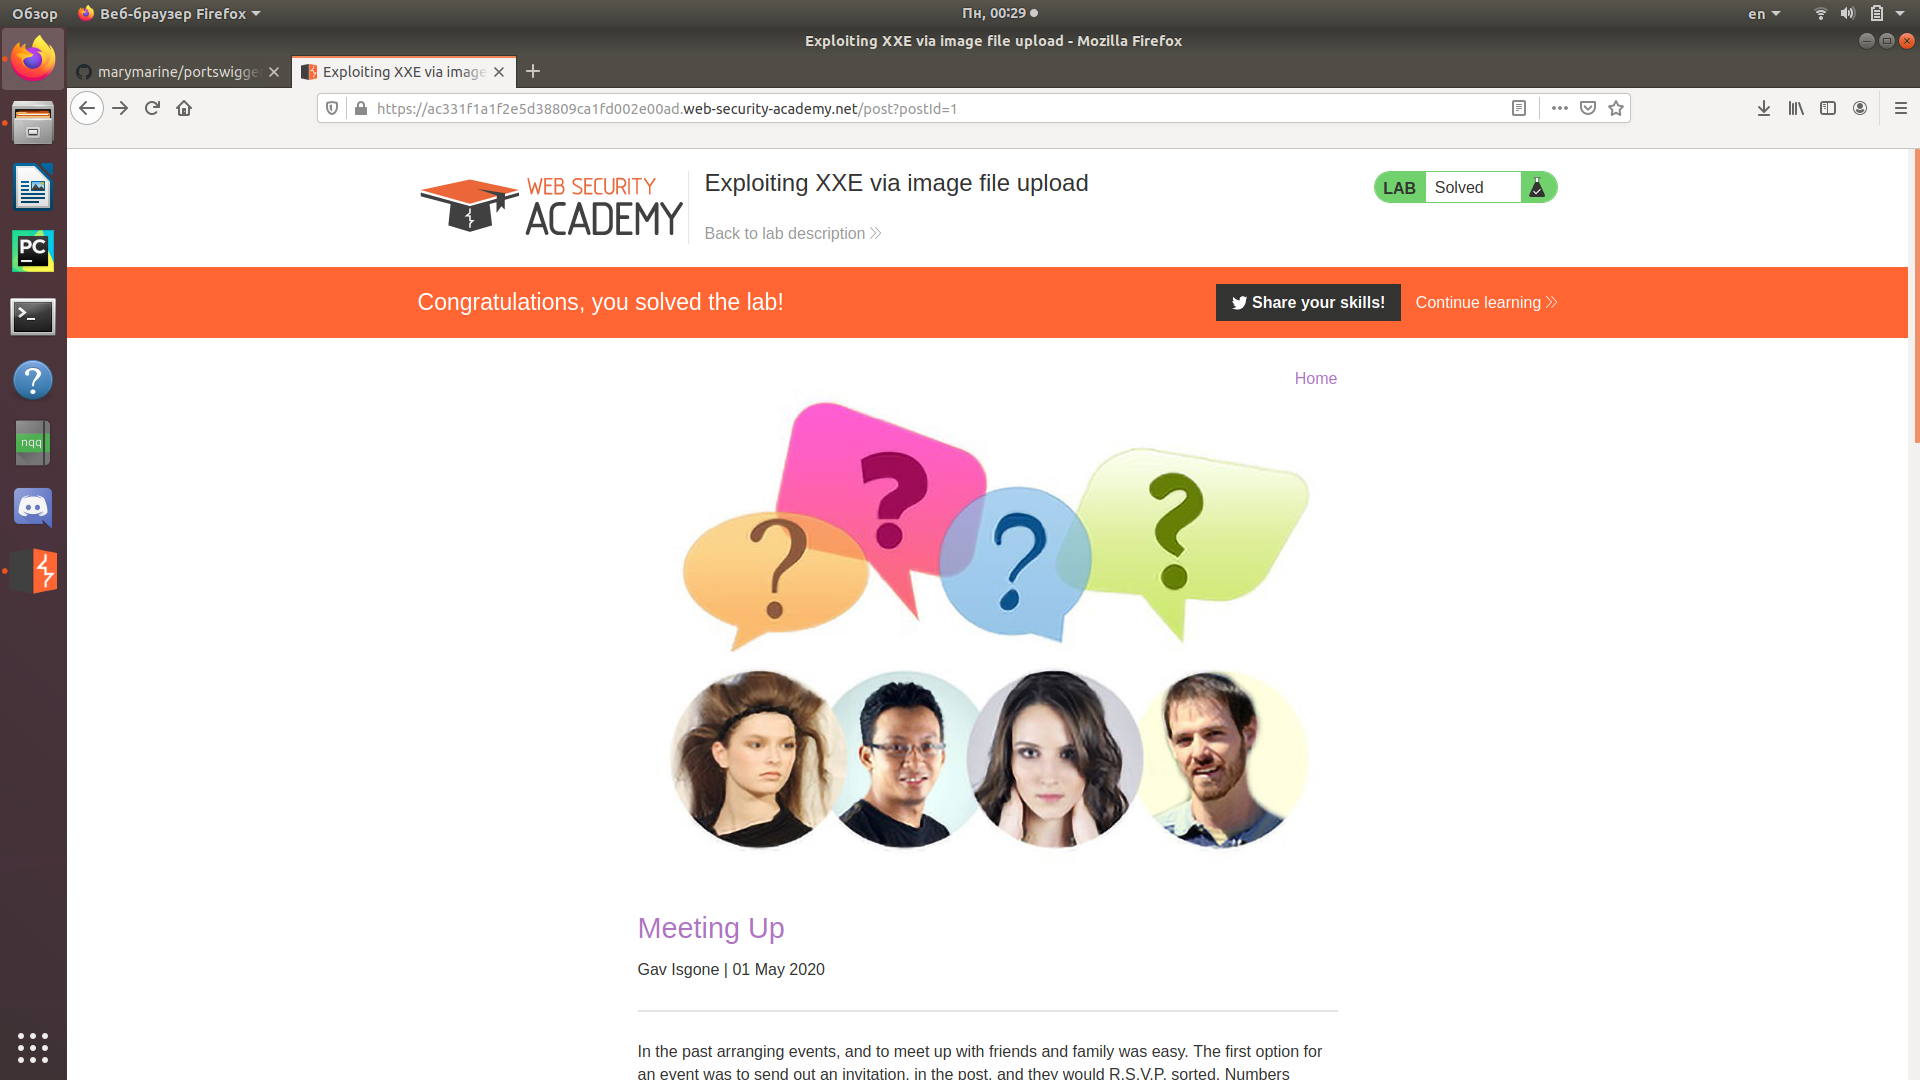 Обзор
Веб-браузер Firefox
Пн, 00:29
en
Exploiting XXE via image file upload - Mozilla Firefox
marymarine/portswigge
Exploiting XXE via image
https://ac331f1a1f2e5d38809ca1fd002e00ad.web-security-academy.net/post?postId=1
WEB SECURITY
ACADEMY
Exploiting XXE via image file upload
Back to lab description
LAB Solved
Congratulations, you solved the lab!
Share your skills!
Continue learning
Home
? ? ? ?
PC
nqq
Meeting Up
Gav Isgone | 01 May 2020
In the past arranging events, and to meet up with friends and family was easy. The first option for
an event was to send out an invitation, in the post, and they would R.S.V.P, sorted. Numbers